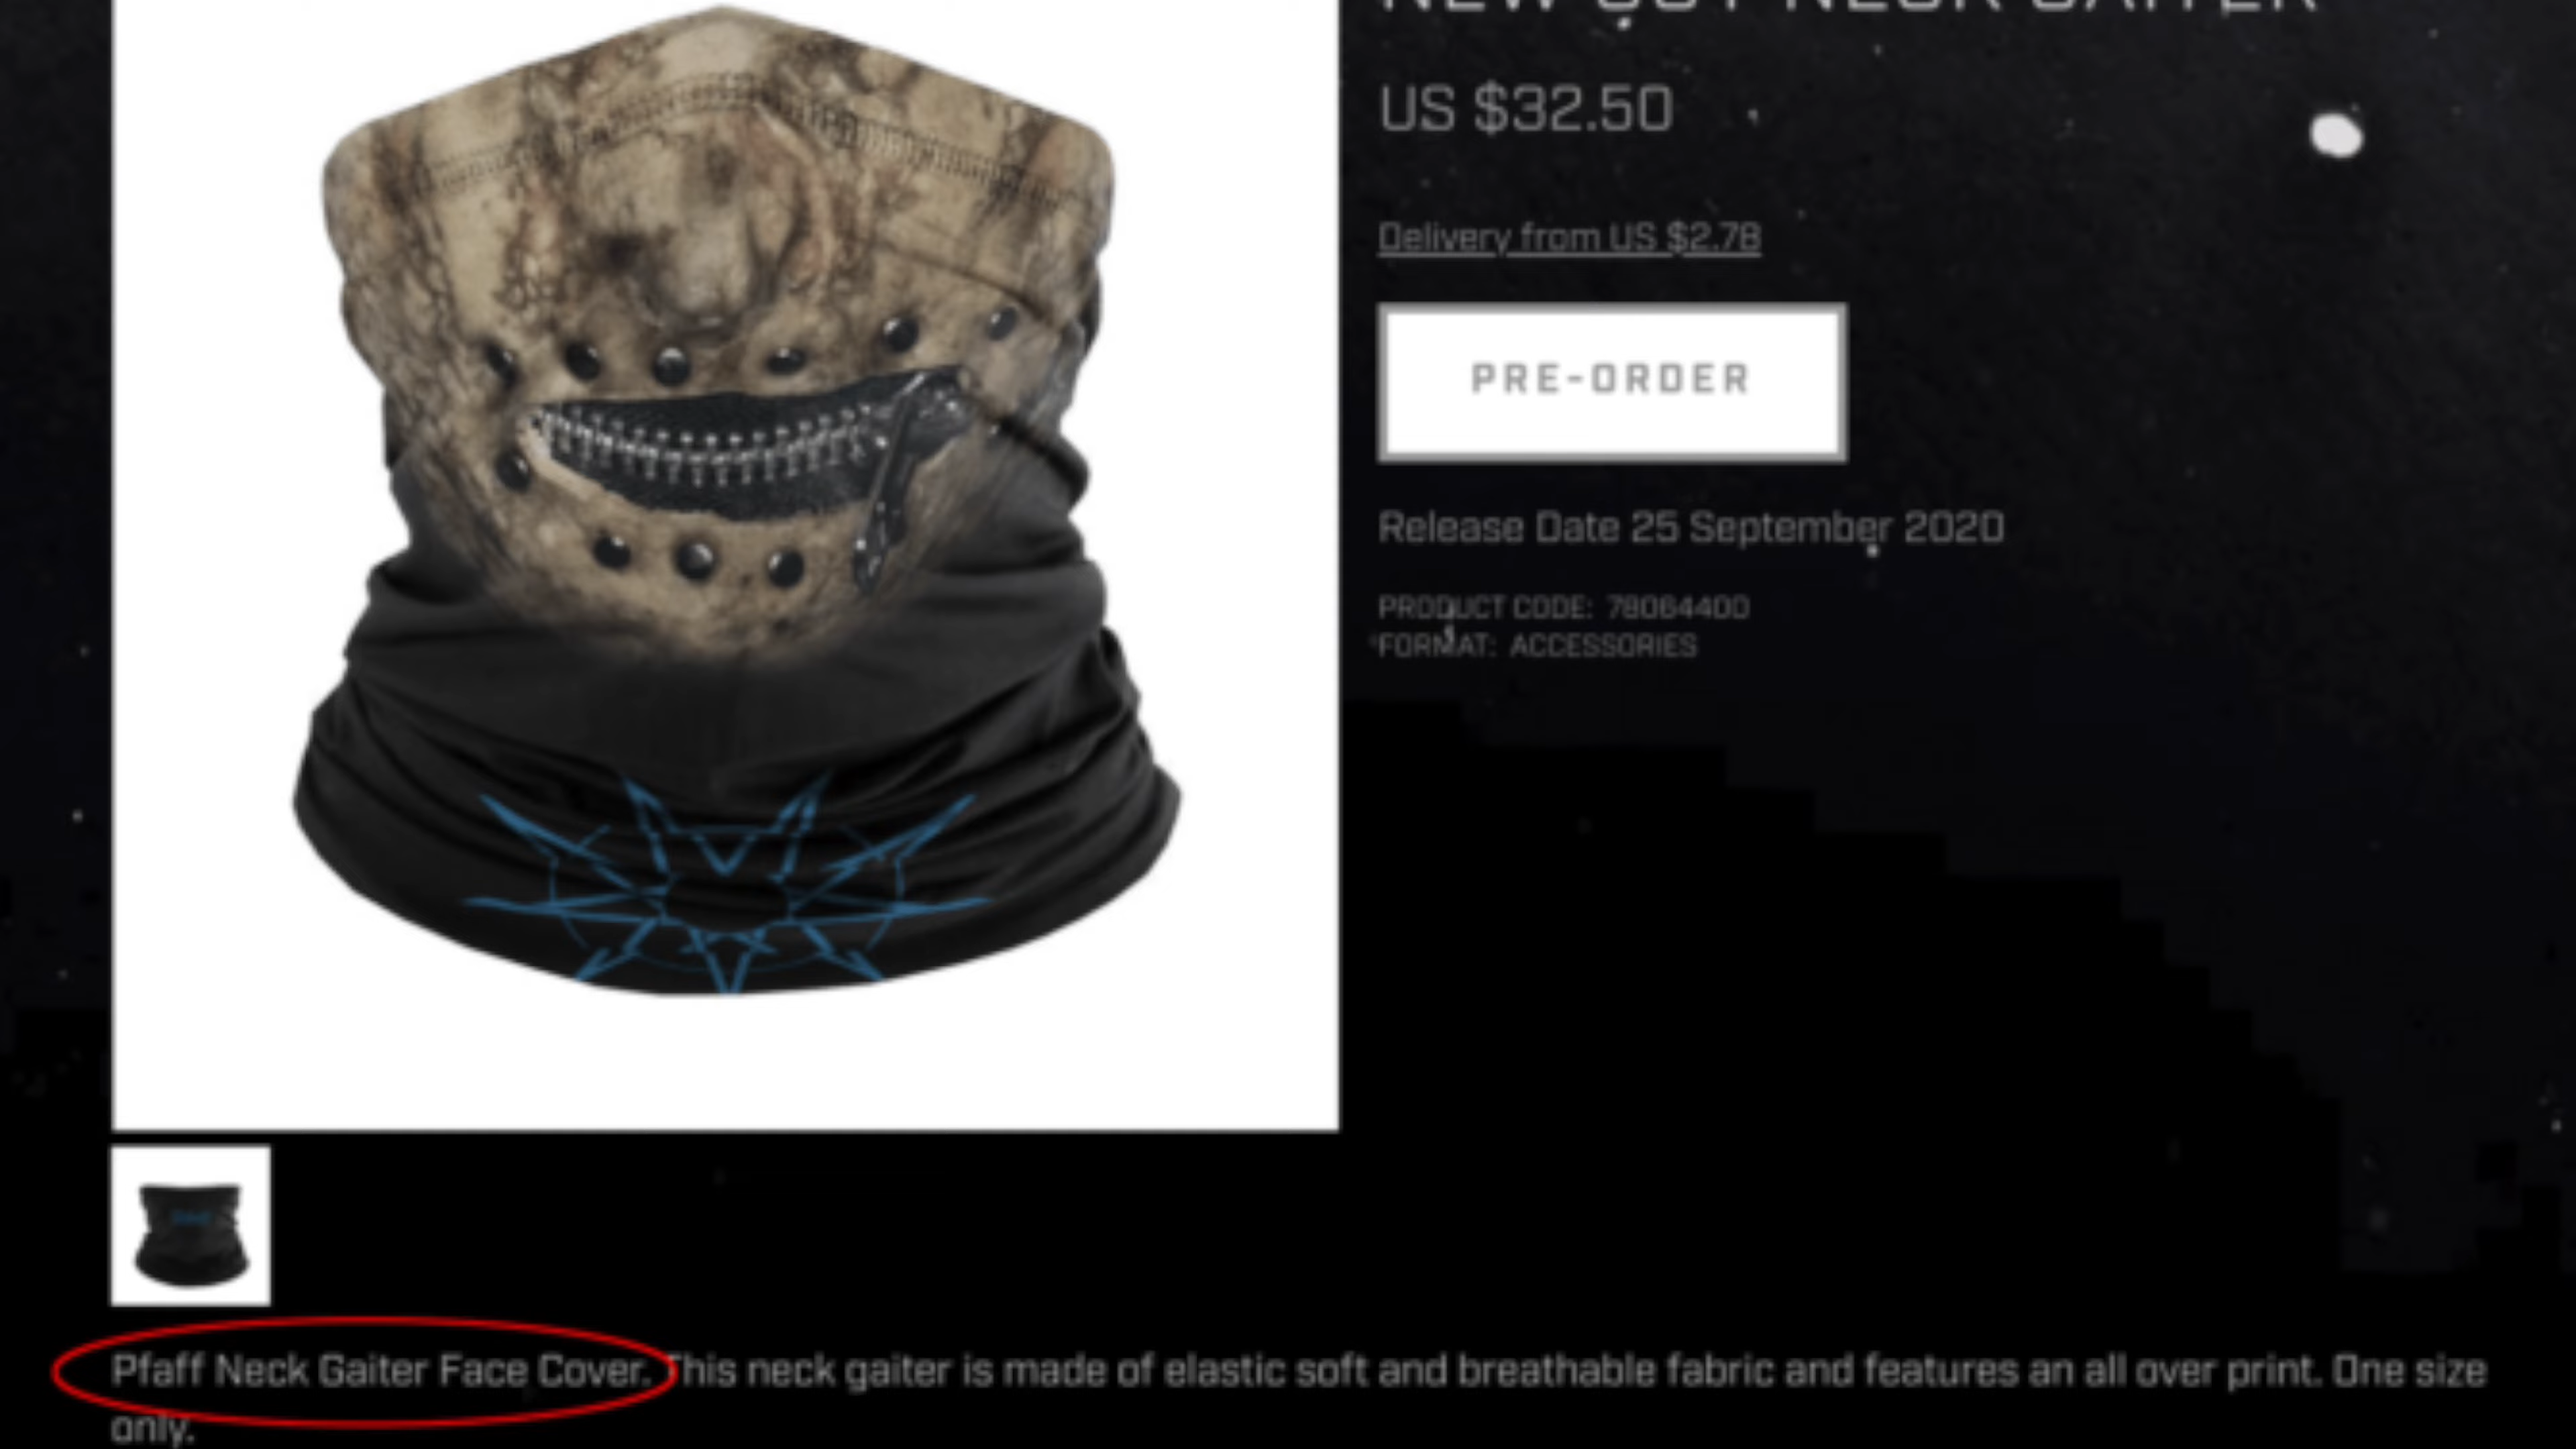 NECK GAITER
US $32.50
Delivery from US $2.78
PRE-ORDER
Release Date 25 September 2020
PRODUCT CODE: 78064400
FORMAT: ACCESSORIES
Pfaff Neck Gaiter Face Cover. This neck gaiter is made of elastic soft and breathable fabric and features an all over print. One size
only.